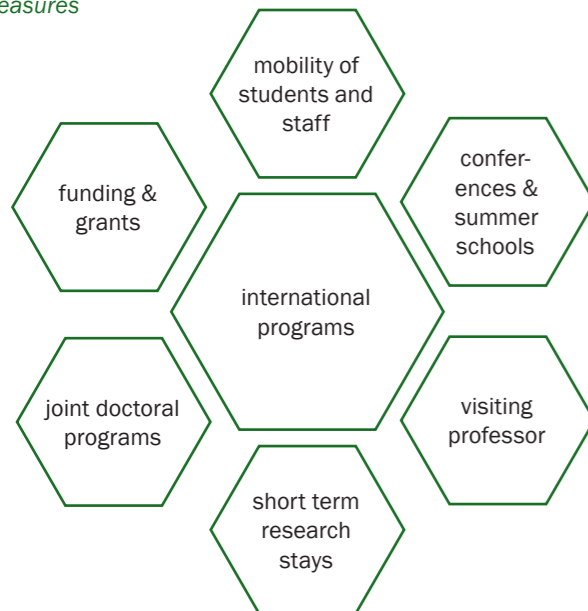 mobility of
students and
staff
confer-
ences &
summer
schools
funding &
grants
international
programs
joint doctoral
programs
visiting
professor
short term
research
stays